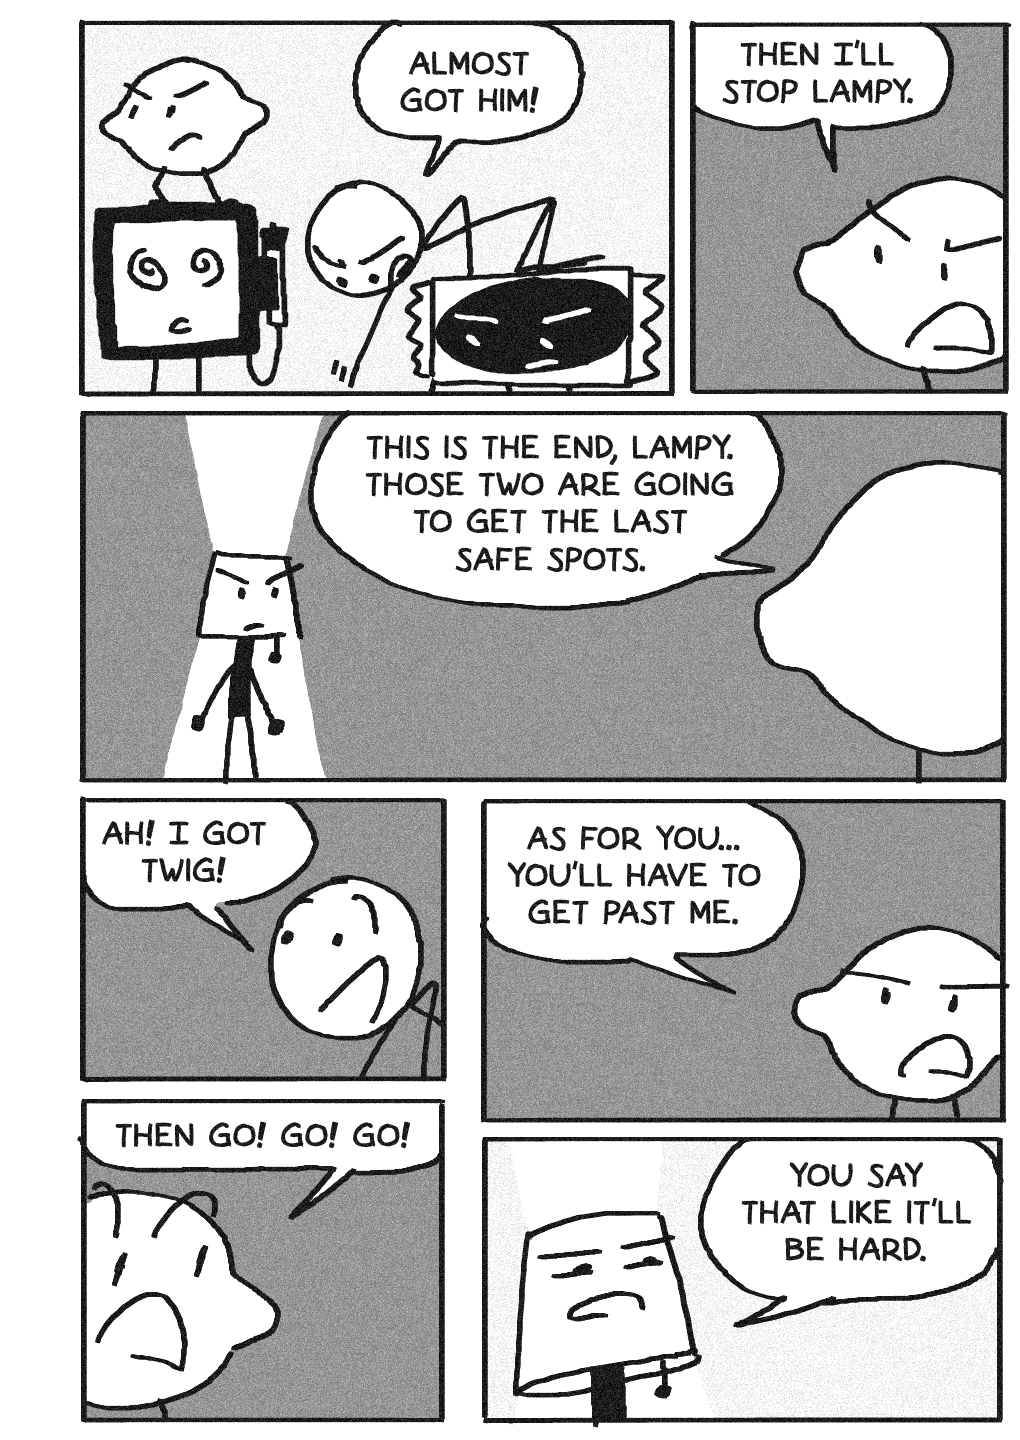 ALMOST
GOT HIM!
THEN I'LL
STOP LAMPY.
THIS IS THE END, LAMPY.
THOSE TWO ARE GOING
TO GET THE LAST
SAFE SPOTS.
AH! I GOT
TWIG!
AS FOR YOU...
YOU'LL HAVE TO
GET PAST ME.
THEN GO! GO! GO!
YOU SAY
THAT LIKE IT'LL
BE HARD.